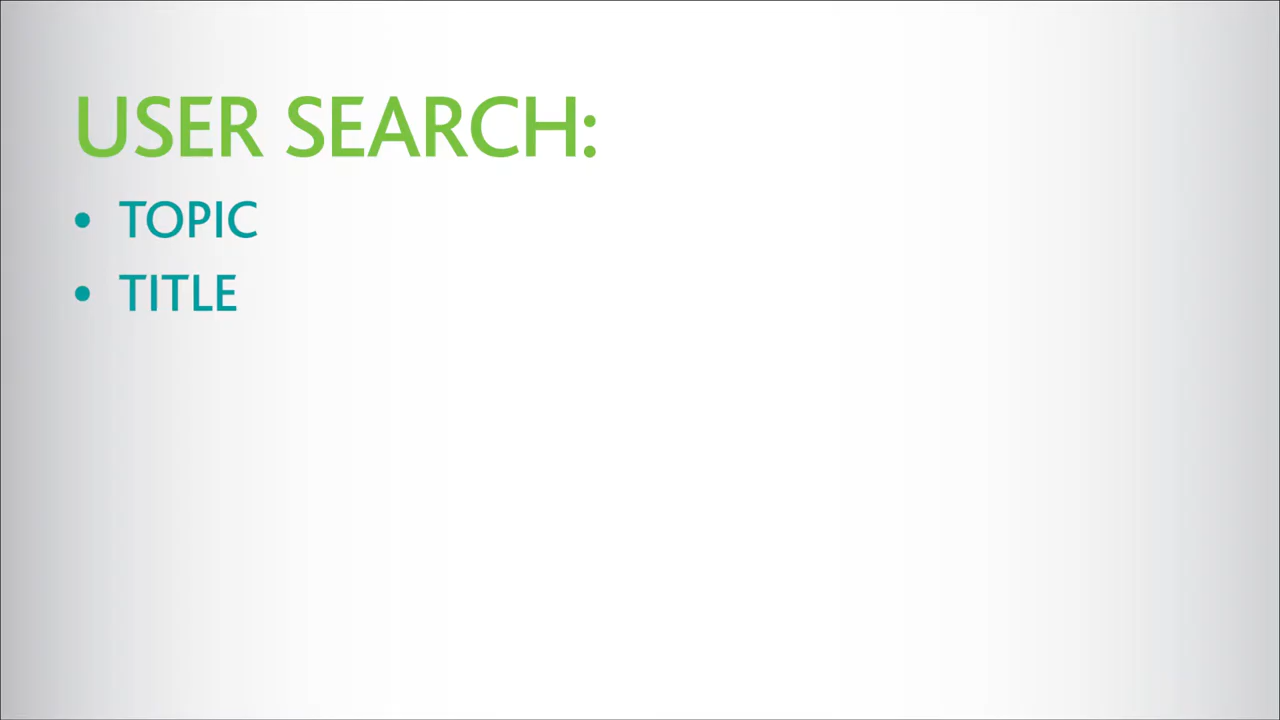 USER SEARCH:
• TOPIC
• TITLE